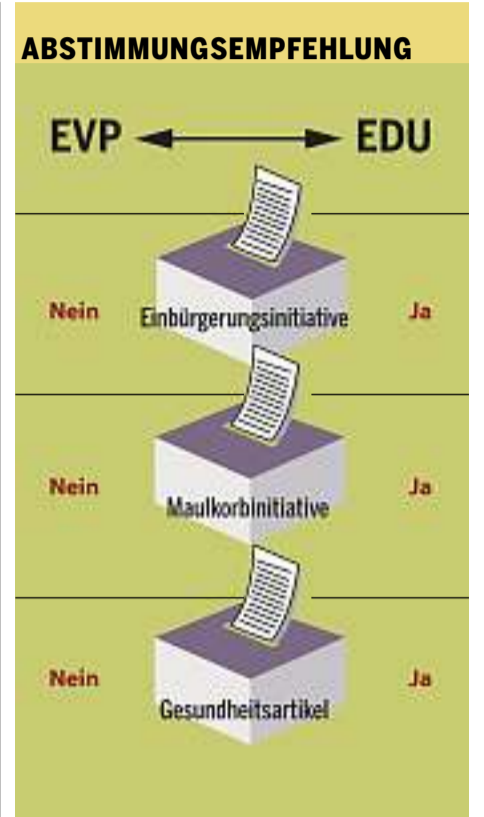 ABSTIMMUNGSEMPFEHLUNG
EVP EDU
Nein Einbürgerungsinitiative Ja
Nein Maulkorbinitiative Ja
Nein Gesundheitsartikel Ja